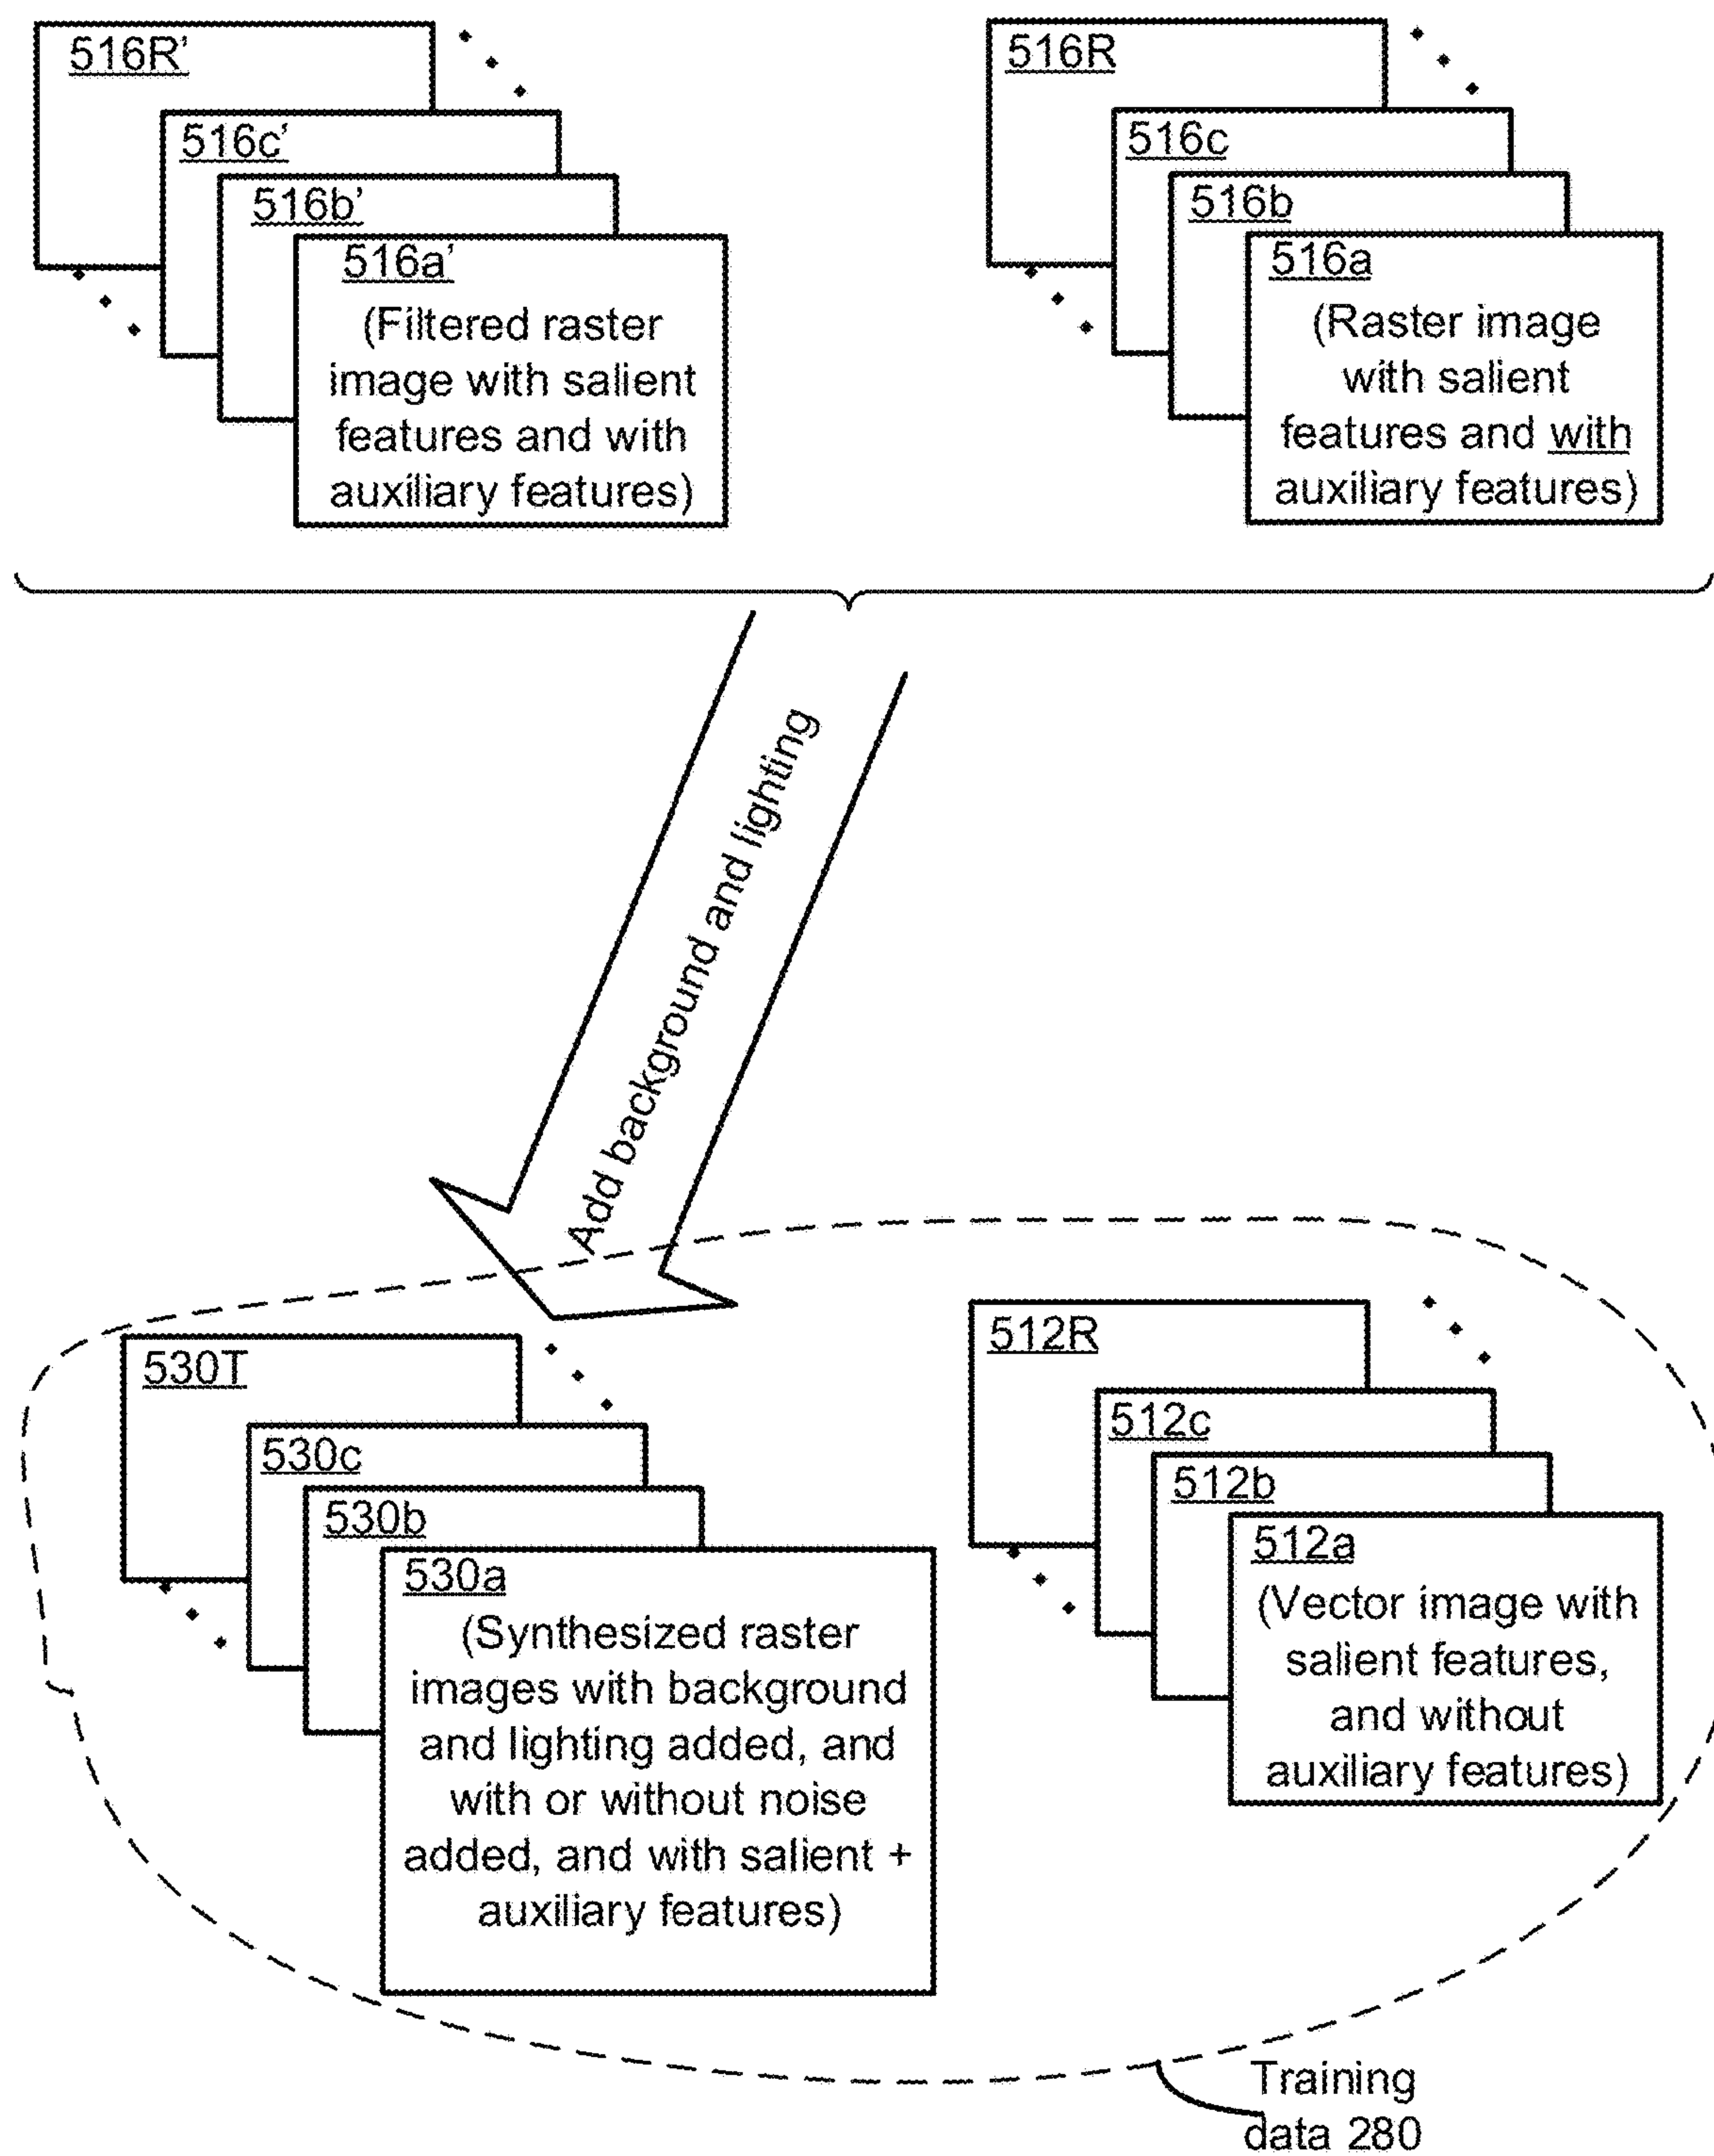 516R’
516c’
516b’
516a’
(Filtered raster
image with salient
features and with
auxiliary features)
516R
516c
516b
516a
(Raster image
with salient
features and with
auxiliary features)
Add background and lighting
530T
530c
530b
530a
(Synthesized raster
images with background
and lighting added, and
with or without noise
added, and with salient +
auxiliary features)
512R
512c
512b
512a
(Vector image with
salient features,
and without
auxiliary features)
Training
data 280